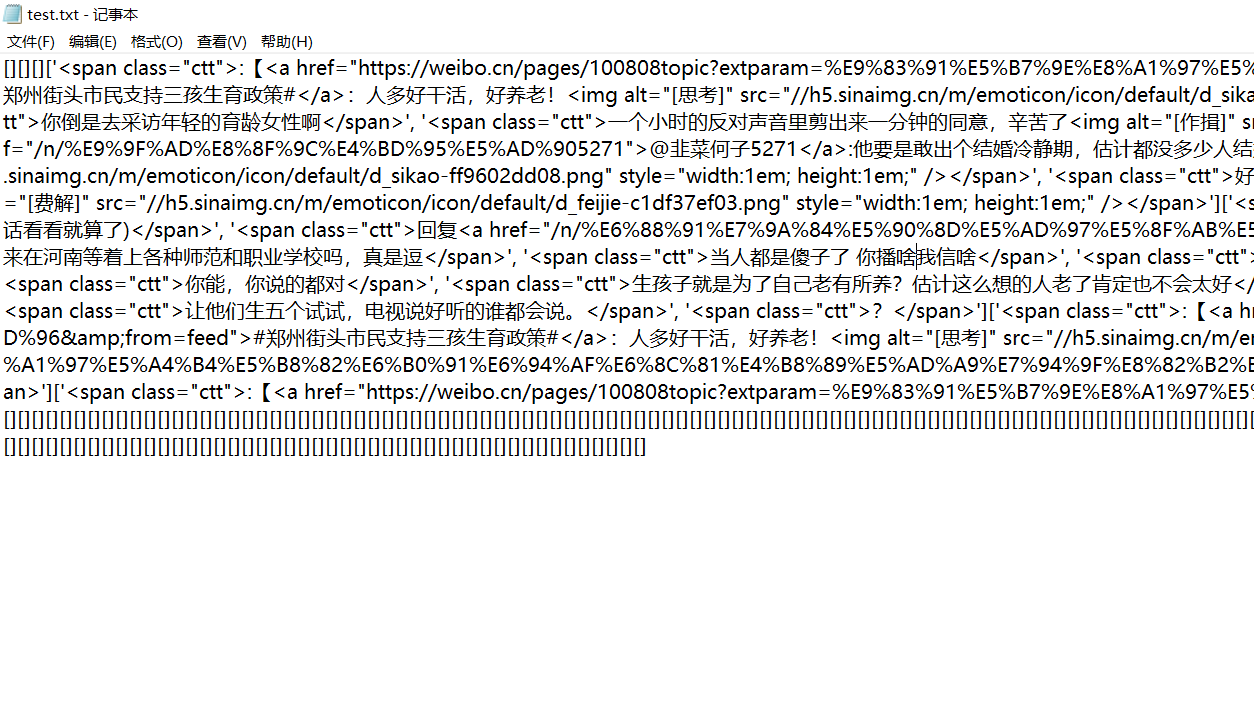 test.txt - 记事本
文件(F) 编辑(E) 格式(O) 查看(V) 帮助(H)
[][][]['<span class="ctt">:【<a href="https://weibo.cn/pages/100808topic?extparam=%E9%83%91%E5%B7%9E%E8%A1%97%E5%
郑州街头市民支持三孩生育政策#</a>：人多好干活，好养老！<img alt="[思考]" src="//h5.sinaimg.cn/m/emoticon/icon/default/d_sika
tt">你倒是去采访年轻的育龄女性啊</span>', '<span class="ctt">一个小时的反对声音里剪出来一分钟的同意，辛苦了<img alt="[作揖]" sr
f="/n/%E9%9F%AD%E8%8F%9C%E4%BD%95%E5%AD%905271">@韭菜何子5271</a>:他要是敢出个结婚冷静期，估计都没多少人结
.sinaimg.cn/m/emoticon/icon/default/d_sikao-ff9602dd08.png" style="width:1em; height:1em;" /></span>', '<span class="ctt">好
="[费解]" src="//h5.sinaimg.cn/m/emoticon/icon/default/d_feijie-c1df37ef03.png" style="width:1em; height:1em;" /></span>']['<s
话看看就算了)</span>', '<span class="ctt">回复<a href="/n/%E6%88%91%E7%9A%84%E5%90%8D%E5%AD%97%E5%8F%AB%E5
来在河南等着上各种师范和职业学校吗，真是逗</span>', '<span class="ctt">当人都是傻子了 你播啥我信啥</span>', '<span class="ctt"
<span class="ctt">你能，你说的都对</span>', '<span class="ctt">生孩子就是为了自己老有所养？估计这么想的人老了肯定也不会太好</
<span class="ctt">让他们生五个试试，电视说好听的谁都会说。</span>', '<span class="ctt">？</span>']['<span class="ctt">:【<a hr
D%96&amp;from=feed">#郑州街头市民支持三孩生育政策#</a>：人多好干活，好养老！<img alt="[思考]" src="//h5.sinaimg.cn/m/er
%A1%97%E5%A4%B4%E5%B8%82%E6%B0%91%E6%94%AF%E6%8C%81%E4%B8%89%E5%AD%A9%E7%94%9F%E8%82%B2%E
an>']['<span class="ctt">:【<a href="https://weibo.cn/pages/100808topic?extparam=%E9%83%91%E5%B7%9E%E8%A1%97%E5%
[][][][][][][][][][][][][][][][][][][][][][][][][][][][][][][][][][][][][][][][][][][][][][][][][][][][][][][][][][][][][][][][][][][][][][][][][][][][][][][][][][][][][][][][][][][
[][][][][][][][][][][][][][][][][][][][][][][][][][][][][][][][][][][][][][][][][][][][][][]